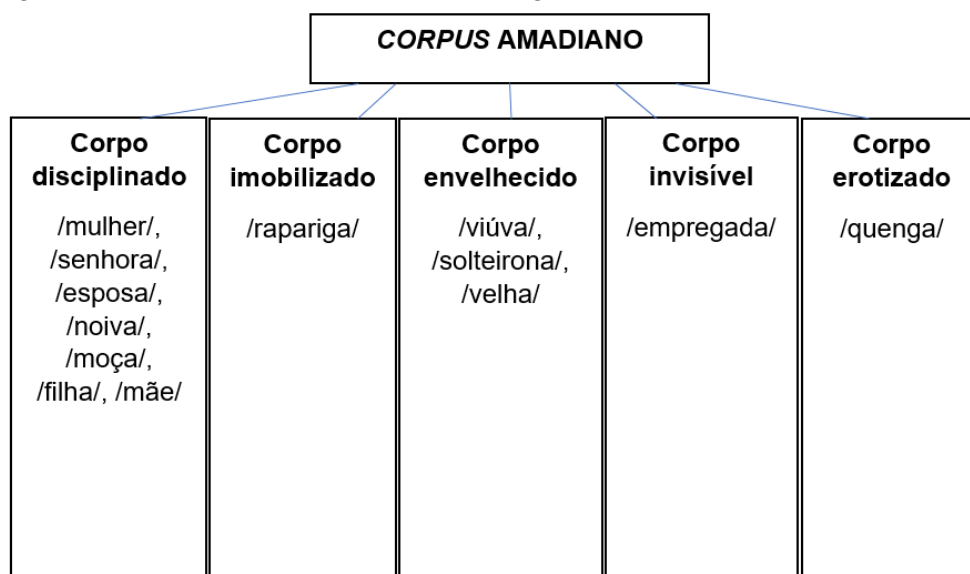 CORPUS AMADIANO
Corpo
disciplinado
/mulher/,
/senhora/,
/esposa/,
/noiva/,
/moça/,
/filha/, /mãe/
Corpo
imobilizado
/rapariga/
Corpo
envelhecido
/viúva/,
/solteirona/,
/velha/
Corpo
invisível
/empregada/
Corpo
erotizado
/quenga/